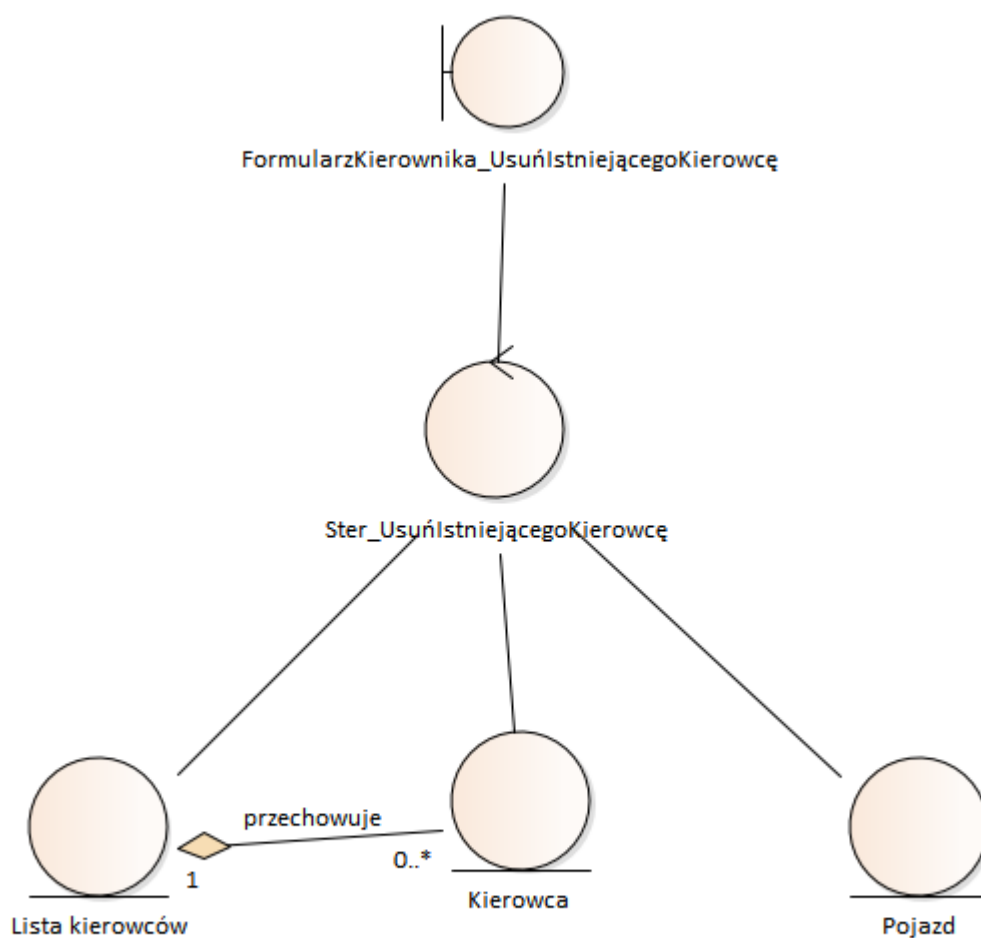 FormularzKierownika_UsuńIstniejącegoKierowcę
Ster_UsuńIstniejącegoKierowcę
przechowuje
1
0..*
Lista kierowców
Kierowca
Pojazd